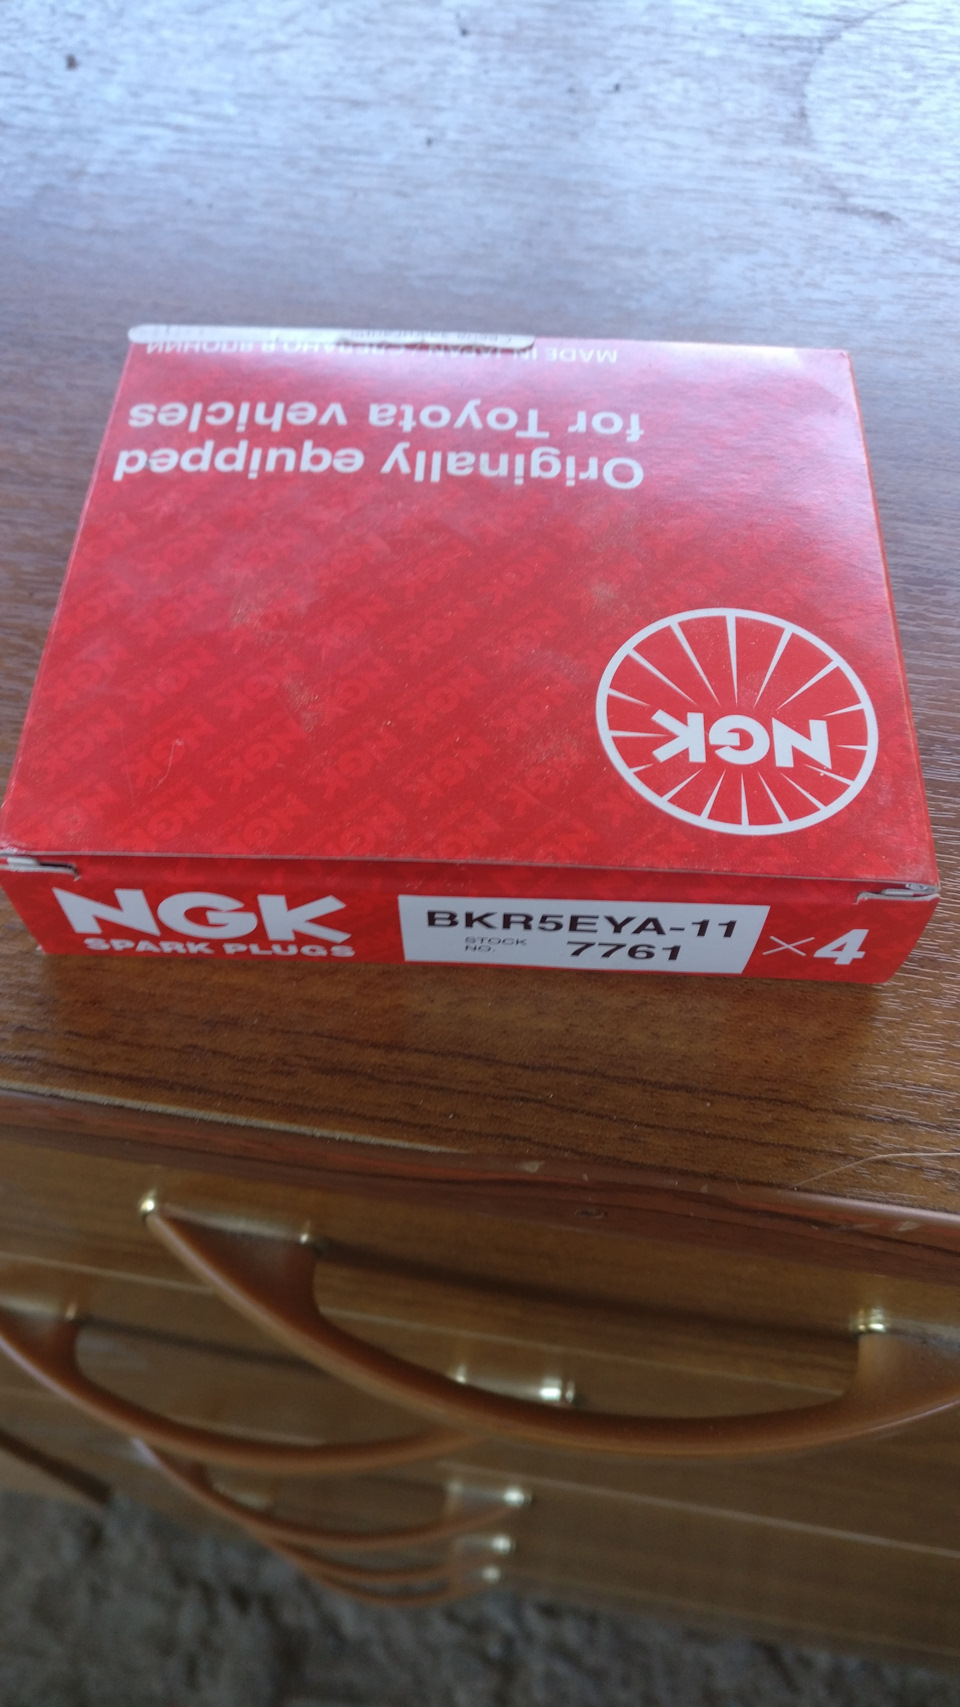 MADE IN JAPAN / СДЕЛАНО В ЯПОНИИ
for Toyota vehicles
Originally equipped
NGK
NGK
SPARK PLUGS
BKR5EYA-11
STOCK
NO.
7761
×4